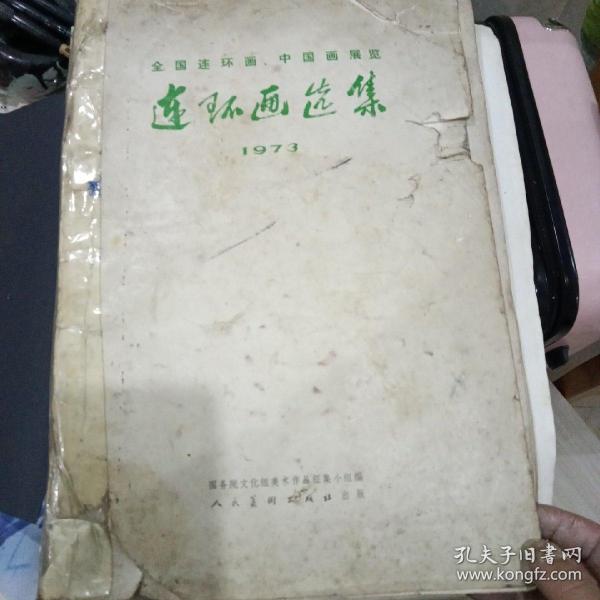 全国连环画、中国画展览
连环画选集
1973
国务院文化组美术作品征集小组编
人民美术出版社出版
孔夫子旧书网
www.kongfz.com